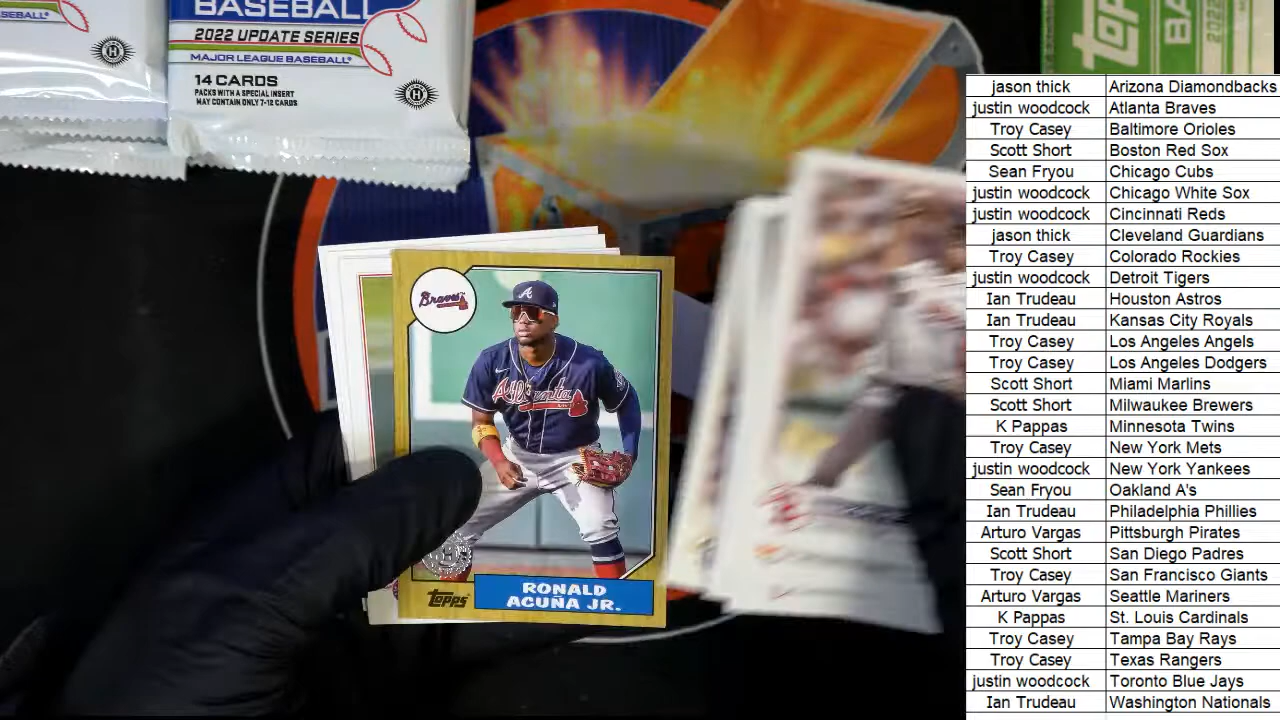 BASEBALL
2022 UPDATE SERIES
MAJOR LEAGUE BASEBALL
14 CARDS
PACKS WITH A SPECIAL INSERT
MAY CONTAIN ONLY 7-12 CARDS
Braves
A
Atlanta
Topps
RONALD
ACUÑA JR.
jason thick Arizona Diamondbacks
justin woodcock Atlanta Braves
Troy Casey Baltimore Orioles
Scott Short Boston Red Sox
Sean Fryou Chicago Cubs
justin woodcock Chicago White Sox
justin woodcock Cincinnati Reds
jason thick Cleveland Guardians
Troy Casey Colorado Rockies
justin woodcock Detroit Tigers
Ian Trudeau Houston Astros
Ian Trudeau Kansas City Royals
Troy Casey Los Angeles Angels
Troy Casey Los Angeles Dodgers
Scott Short Miami Marlins
Scott Short Milwaukee Brewers
K Pappas Minnesota Twins
Troy Casey New York Mets
justin woodcock New York Yankees
Sean Fryou Oakland A's
Ian Trudeau Philadelphia Phillies
Arturo Vargas Pittsburgh Pirates
Scott Short San Diego Padres
Troy Casey San Francisco Giants
Arturo Vargas Seattle Mariners
K Pappas St. Louis Cardinals
Troy Casey Tampa Bay Rays
Troy Casey Texas Rangers
justin woodcock Toronto Blue Jays
Ian Trudeau Washington Nationals